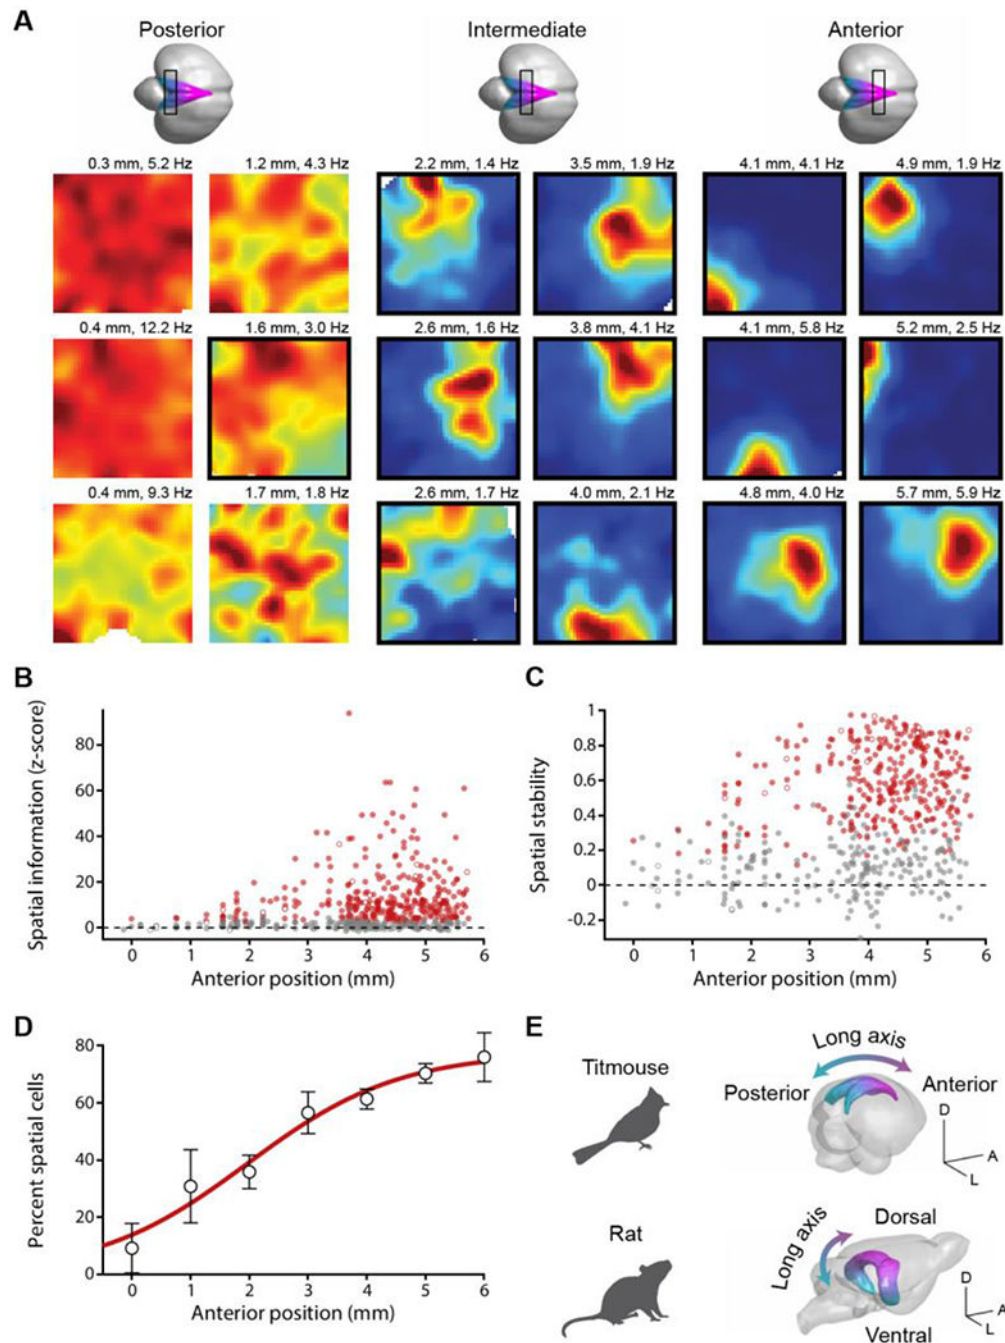 A
Posterior Intermediate Anterior
0.3 mm, 5.2 Hz 1.2 mm, 4.3 Hz 2.2 mm, 1.4 Hz 3.5 mm, 1.9 Hz 4.1 mm, 4.1 Hz 4.9 mm, 1.9 Hz
0.4 mm, 12.2 Hz 1.6 mm, 3.0 Hz 2.6 mm, 1.6 Hz 3.8 mm, 4.1 Hz 4.1 mm, 5.8 Hz 5.2 mm, 2.5 Hz
0.4 mm, 9.3 Hz 1.7 mm, 1.8 Hz 2.6 mm, 1.7 Hz 4.0 mm, 2.1 Hz 4.8 mm, 4.0 Hz 5.7 mm, 5.9 Hz
B
Spatial information (z-score)
80
60
40
20
0
0 1 2 3 4 5 6
Anterior position (mm)
C
Spatial stability
1
0.8
0.6
0.4
0.2
0
-0.2
0 1 2 3 4 5 6
Anterior position (mm)
D
Percent spatial cells
80
60
40
20
0
0 1 2 3 4 5 6
Anterior position (mm)
E
Titmouse
Long axis
Posterior
Anterior
D
A
L
Rat
Long axis
Dorsal
Ventral
D
A
L